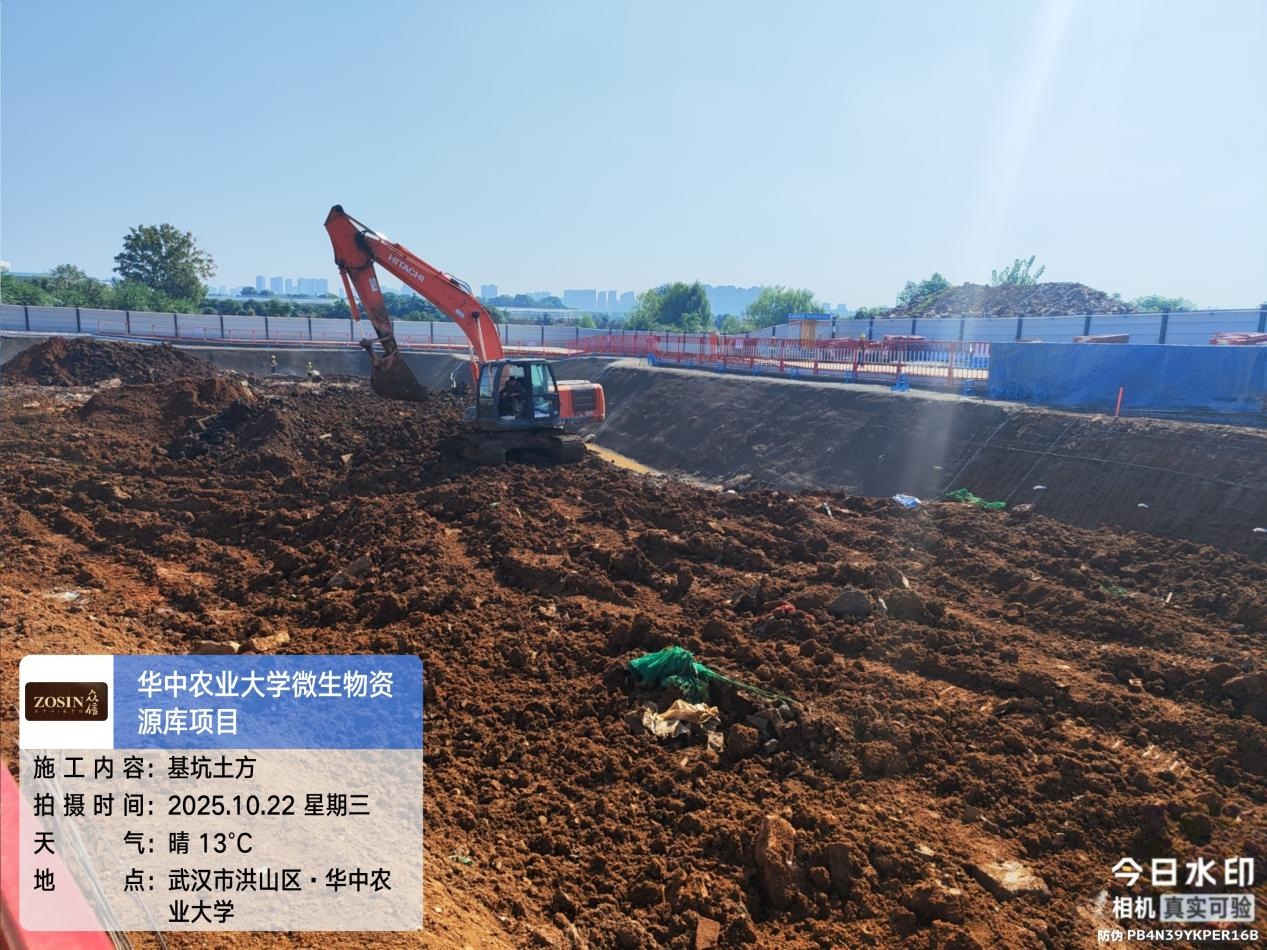 HITACHI
ZOSIN 众信
华中农业大学微生物资
源库项目
施工内容：基坑土方
拍摄时间：2025.10.22 星期三
天气：晴 13℃
地点：武汉市洪山区·华中农
业大学
今日水印
相机 真实可验
防伪 PB4N39YKPER16B